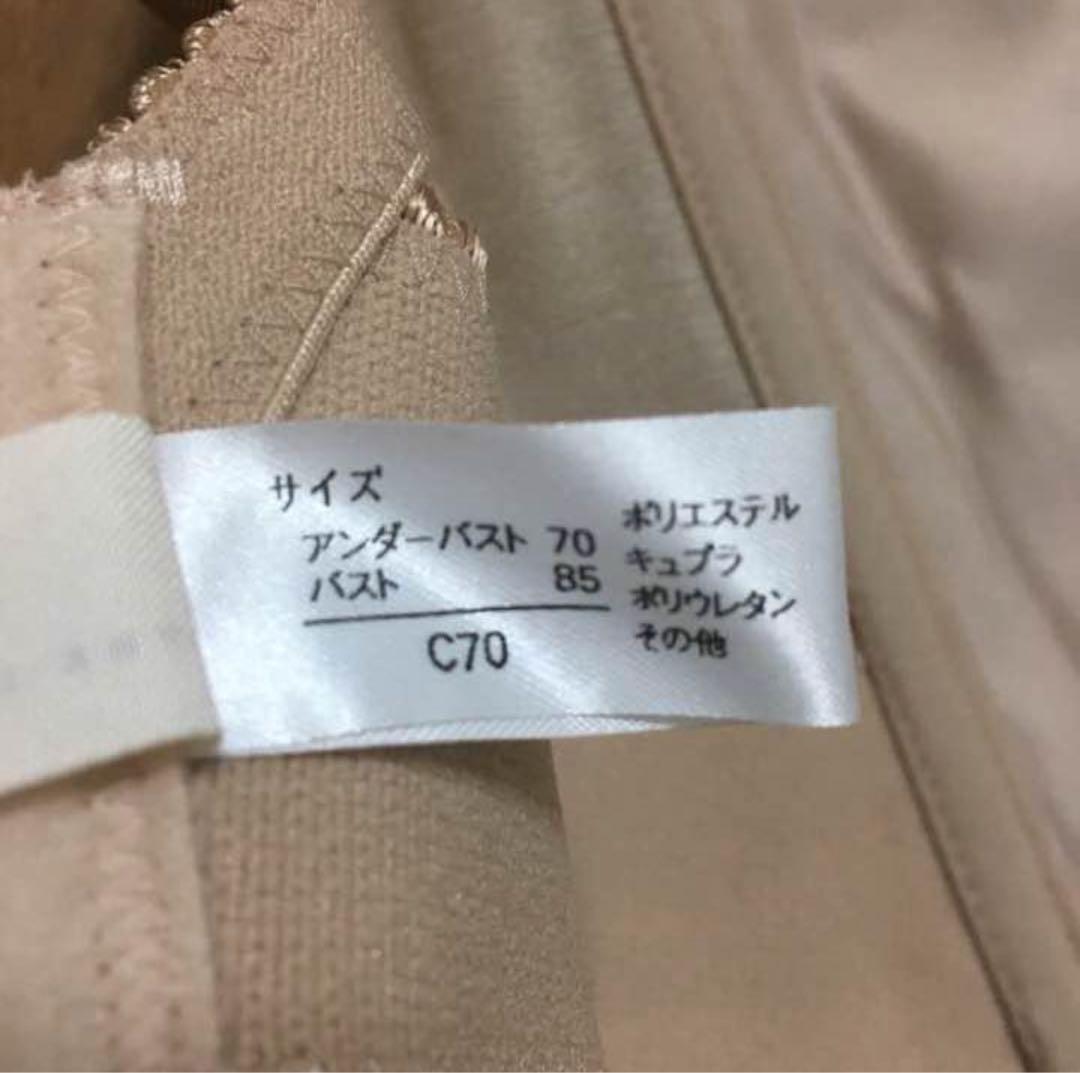 サイズ
アンダーバスト 70
バスト 85
C70
ポリエステル
キュプラ
ポリウレタン
その他